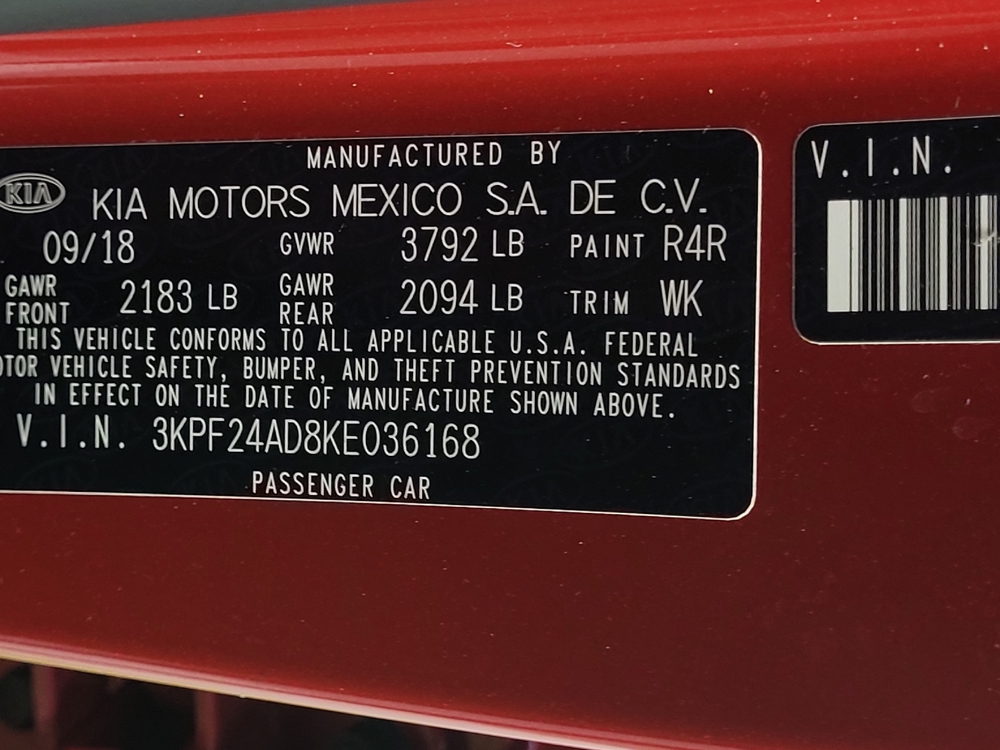 MANUFACTURED BY
KIA KIA MOTORS MEXICO S.A. DE C.V.
09/18 GVWR 3792 LB PAINT R4R
GAWR FRONT 2183 LB GAWR REAR 2094 LB TRIM WK
THIS VEHICLE CONFORMS TO ALL APPLICABLE U.S.A. FEDERAL
OTOR VEHICLE SAFETY, BUMPER, AND THEFT PREVENTION STANDARDS
IN EFFECT ON THE DATE OF MANUFACTURE SHOWN ABOVE.
V.I.N. 3KPF24AD8KE036168
PASSENGER CAR
V.I.N.